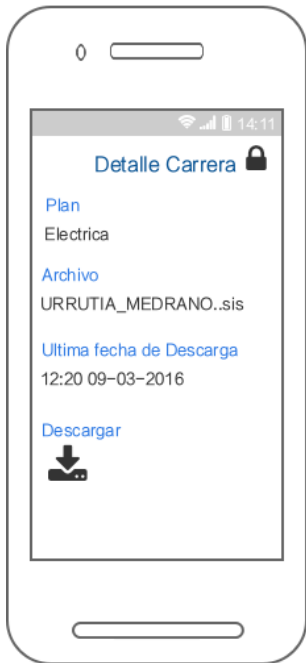 14:11
Detalle Carrera
Plan
Electrica
Archivo
URRUTIA_MEDRANO..sis
Ultima fecha de Descarga
12:20 09-03-2016
Descargar